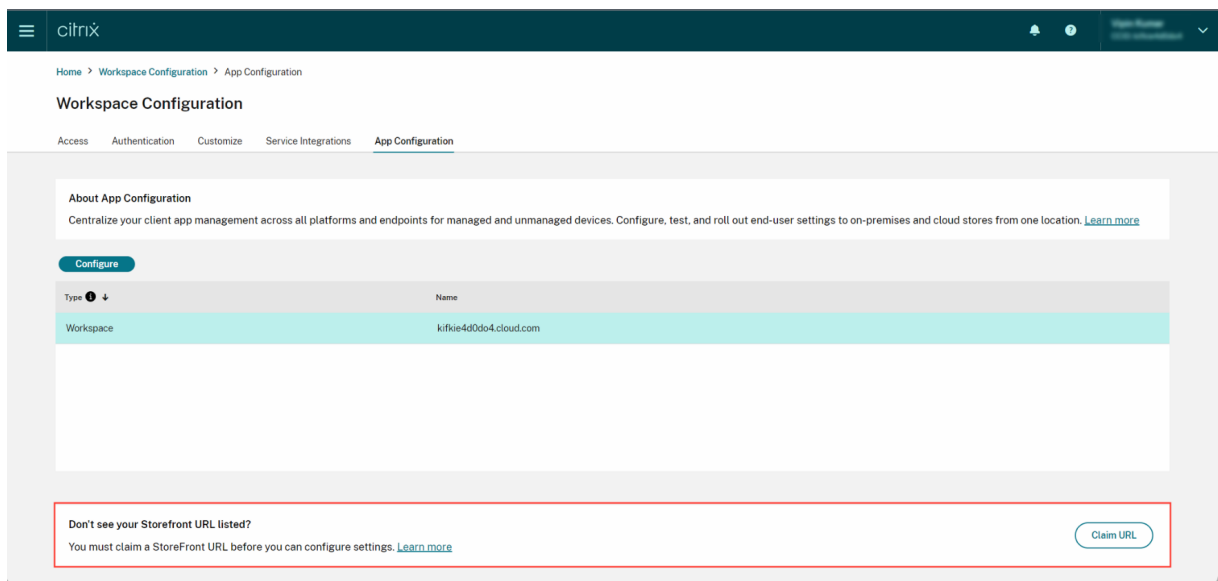 citrix
Home > Workspace Configuration > App Configuration
Workspace Configuration
Access Authentication Customize Service Integrations App Configuration
About App Configuration
Centralize your client app management across all platforms and endpoints for managed and unmanaged devices. Configure, test, and roll out end-user settings to on-premises and cloud stores from one location. Learn more
Configure
Type Name
Workspace kifkie4d0do4.cloud.com
Don't see your Storefront URL listed?
You must claim a StoreFront URL before you can configure settings. Learn more
Claim URL